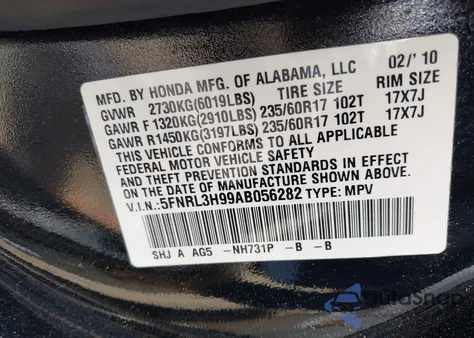 MFD. BY HONDA MFG. OF ALABAMA, LLC 02/'10
GVWR 2730KG(6019LBS) TIRE SIZE RIM SIZE
GAWR F 1320KG(2910LBS) 235/60R17 102T 17X7J
GAWR R1450KG(3197LBS) 235/60R17 102T 17X7J
THIS VEHICLE CONFORMS TO ALL APPLICABLE
FEDERAL MOTOR VEHICLE SAFETY
AND THEFT PREVENTION STANDARDS IN EFFECT
ON THE DATE OF MANUFACTURE SHOWN ABOVE.
V.I.N.:5FNRL3H99AB056282 TYPE: MPV
SHJ A AG5 -NH731P -B -B
AutoSnap